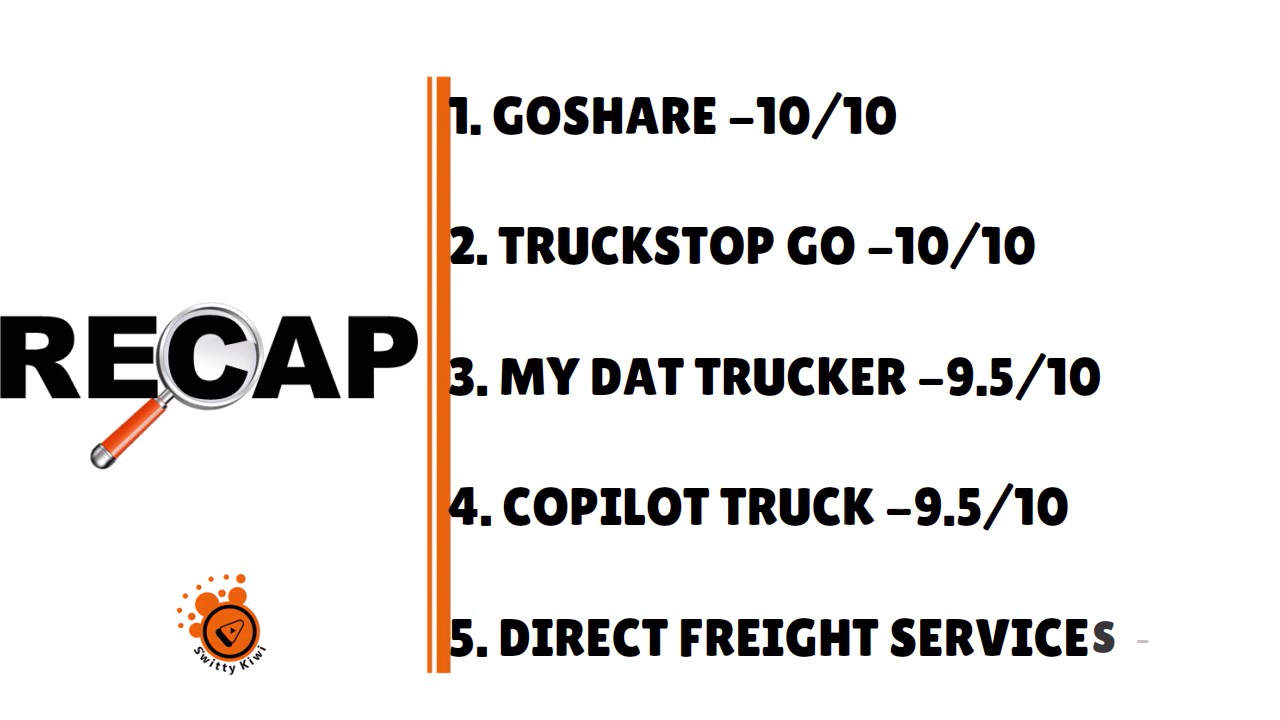 RECAP
1. GOSHARE –10/10
2. TRUCKSTOP GO –10/10
3. MY DAT TRUCKER –9.5/10
4. COPILOT TRUCK –9.5/10
5. DIRECT FREIGHT SERVICES -
Switty Kiwi